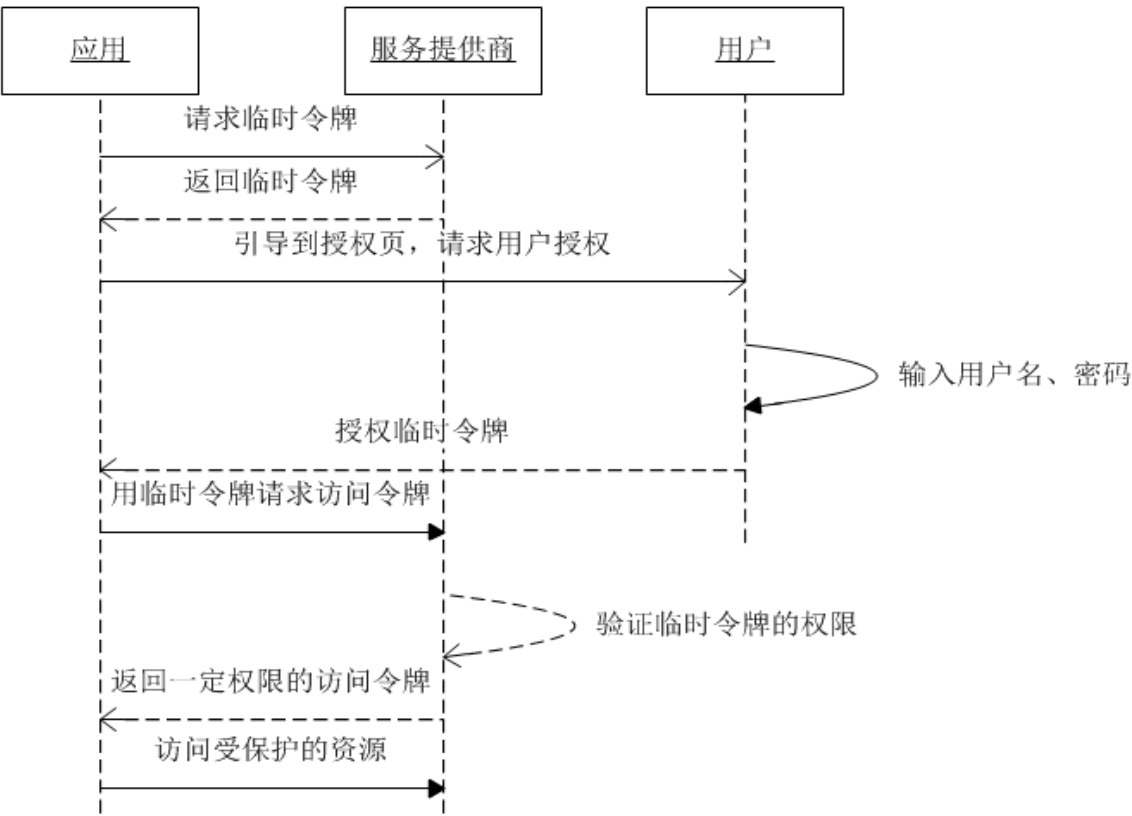 应用
服务提供商
用户
请求临时令牌
返回临时令牌
引导到授权页，请求用户授权
输入用户名、密码
授权临时令牌
用临时令牌请求访问令牌
验证临时令牌的权限
返回一定权限的访问令牌
访问受保护的资源